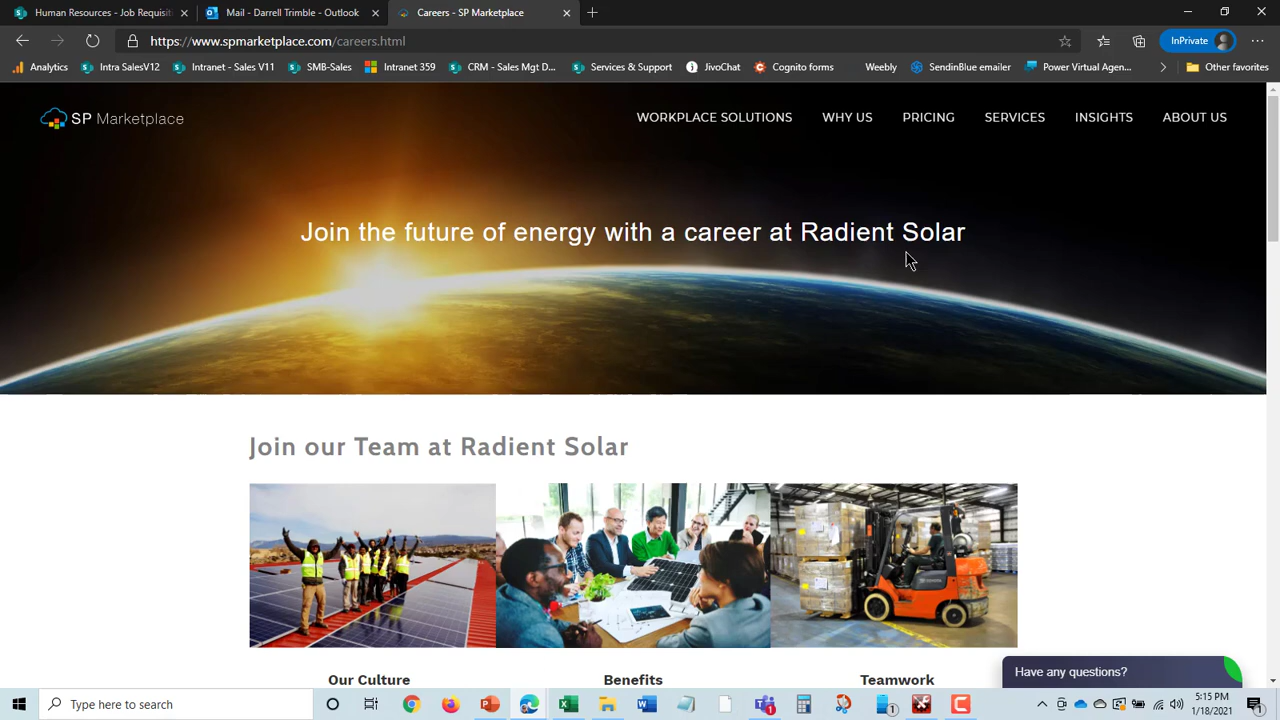 Human Resources - Job Requisit
Mail - Darrell Trimble - Outlook
Careers - SP Marketplace
https://www.spmarketplace.com/careers.html
InPrivate
Analytics
Intra SalesV12
Intranet - Sales V11
SMB-Sales
Intranet 359
CRM - Sales Mgt D...
Services & Support
JivoChat
Cognito forms
Weebly
SendinBlue emailer
Power Virtual Agen...
Other favorites
SP Marketplace
WORKPLACE SOLUTIONS
WHY US
PRICING
SERVICES
INSIGHTS
ABOUT US
Join the future of energy with a career at Radient Solar
Join our Team at Radient Solar
TOYOTA
Our Culture
Benefits
Teamwork
Have any questions?
Type here to search
5:15 PM
1/18/2021